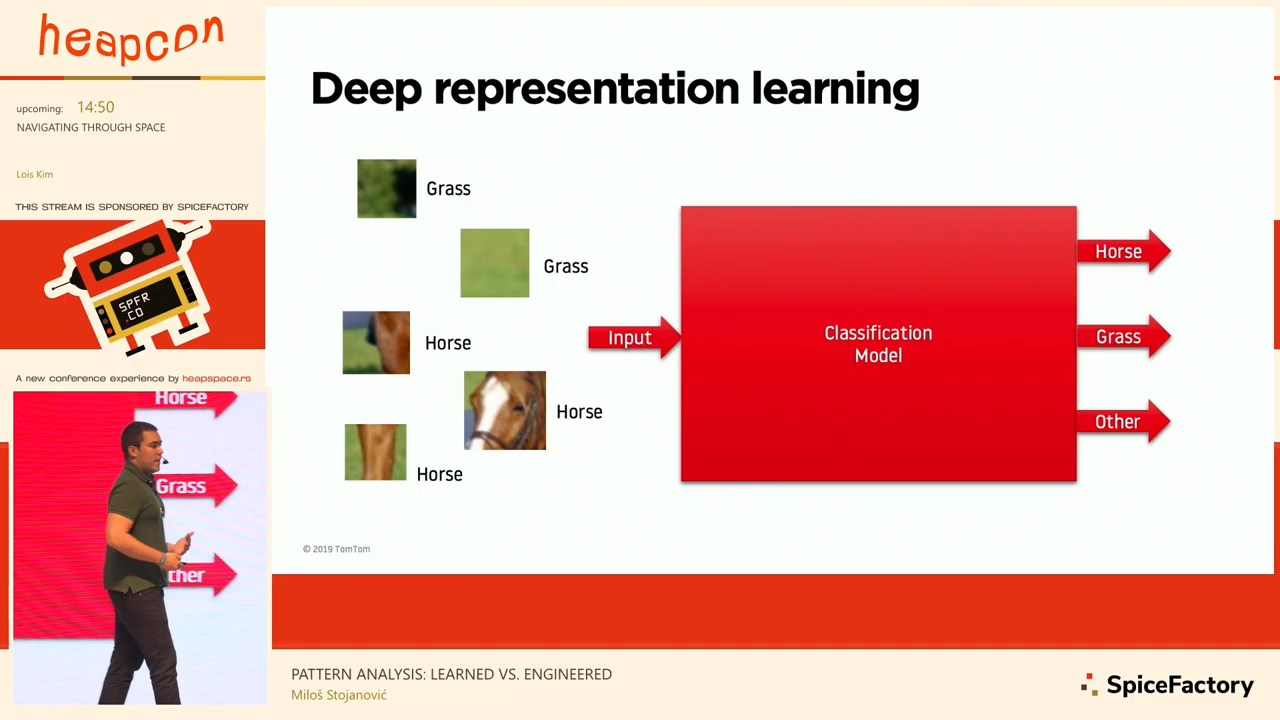 heapcon
upcoming: 14:50
NAVIGATING THROUGH SPACE
Lois Kim
THIS STREAM IS SPONSORED BY SPICEFACTORY
SPFR
.CO
A new conference experience by heapspace.rs
Horse
Grass
ther
Deep representation learning
Grass
Grass
Horse
Horse
Horse
Input
Classification
Model
Horse
Grass
Other
© 2019 TomTom
PATTERN ANALYSIS: LEARNED VS. ENGINEERED
Miloš Stojanović
SpiceFactory